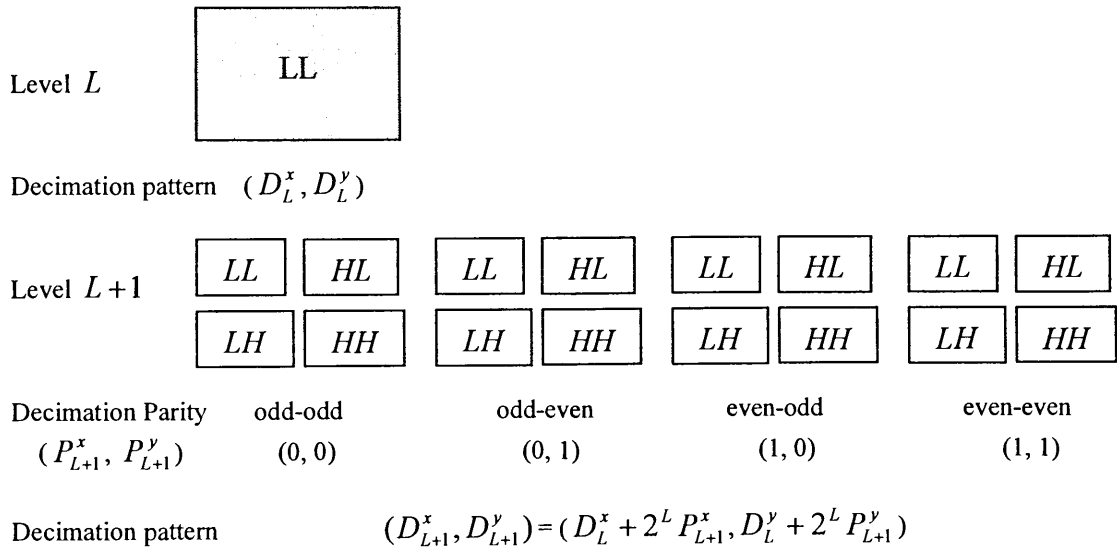 LL
Level L
Decimation pattern (D_L^x, D_L^y)
LL HL LL HL LL HL LL HL
Level L+1
LH HH LH HH LH HH LH HH
Decimation Parity odd-odd odd-even even-odd even-even
(P_{L+1}^x, P_{L+1}^y) (0, 0) (0, 1) (1, 0) (1, 1)
Decimation pattern (D_{L+1}^x, D_{L+1}^y) = (D_L^x + 2^L P_{L+1}^x, D_L^y + 2^L P_{L+1}^y)